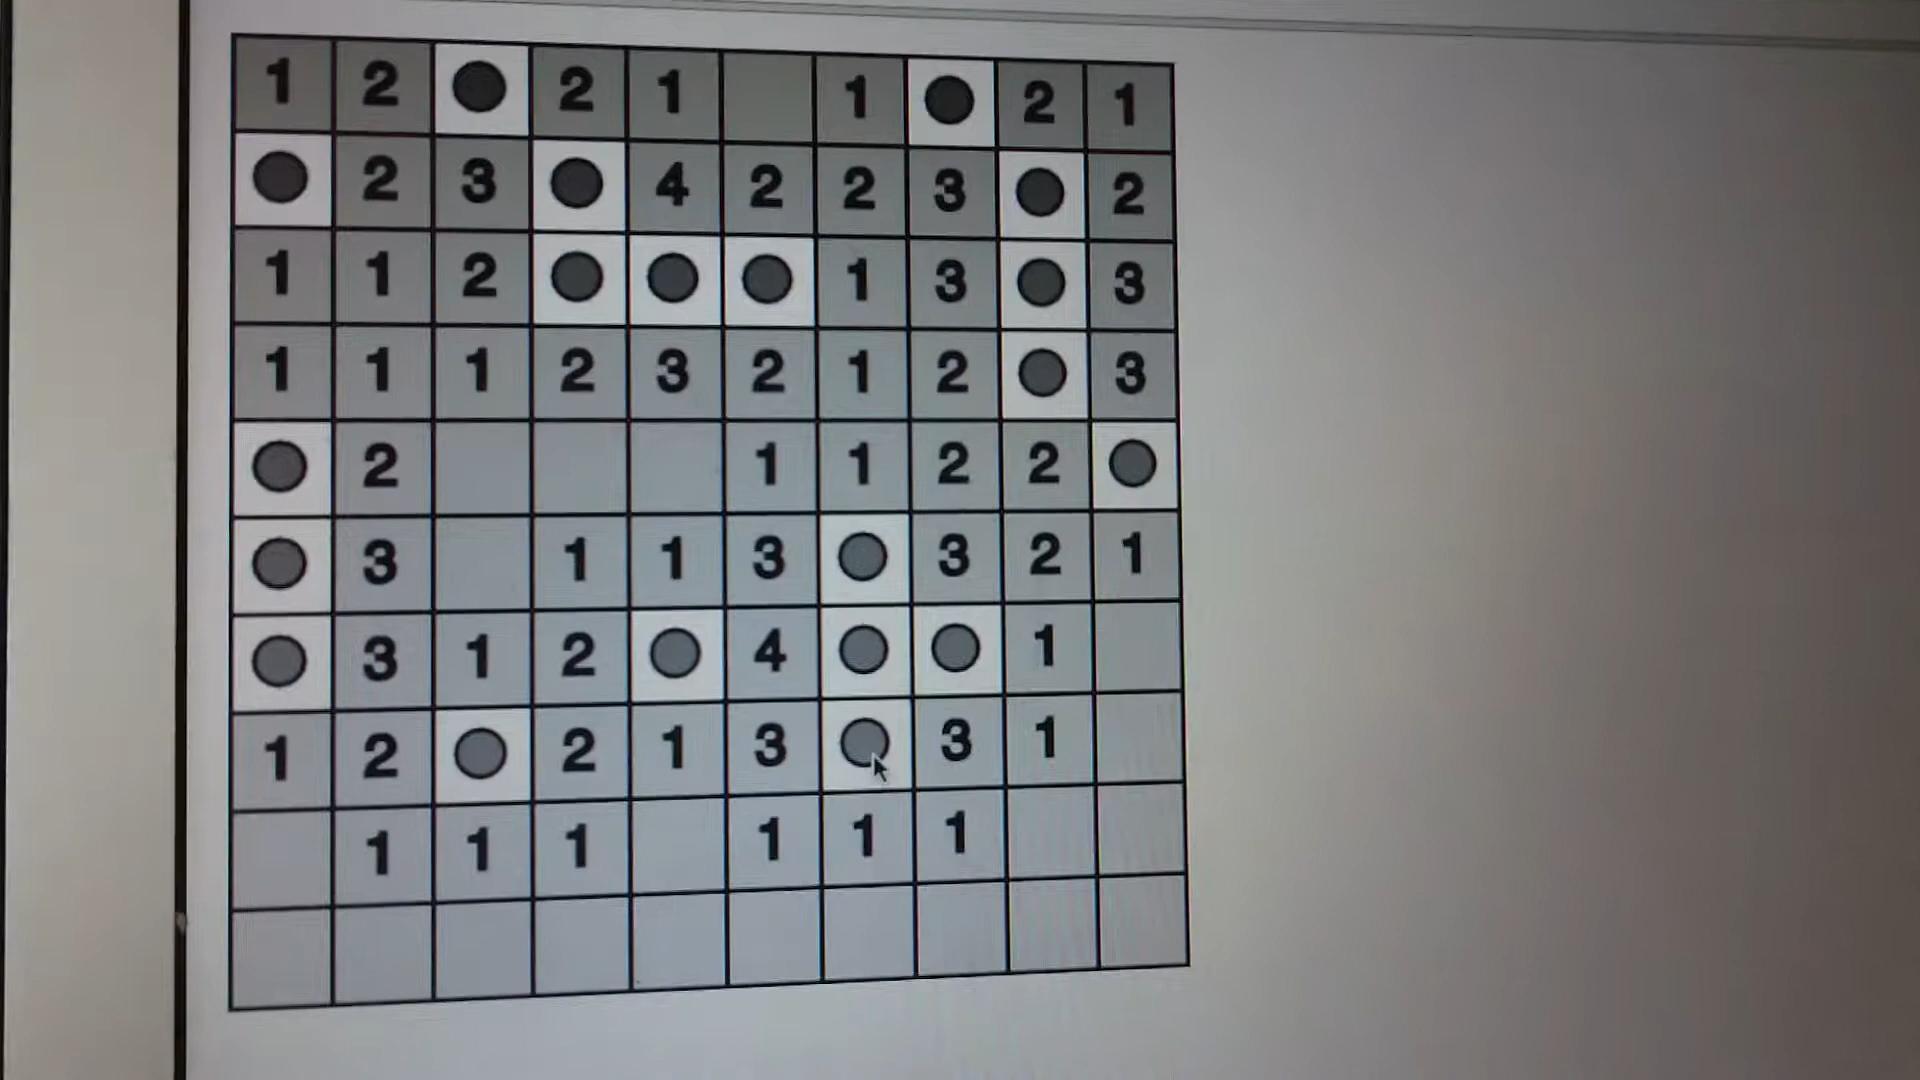 1 2 2 1 1 2 1
2 3 4 2 2 3 2
1 1 2 1 3 3
1 1 1 2 3 2 1 2 3
2 1 1 2 2
3 1 1 3 3 2 1
3 1 2 4 1
1 2 2 1 3 3 1
1 1 1 1 1 1